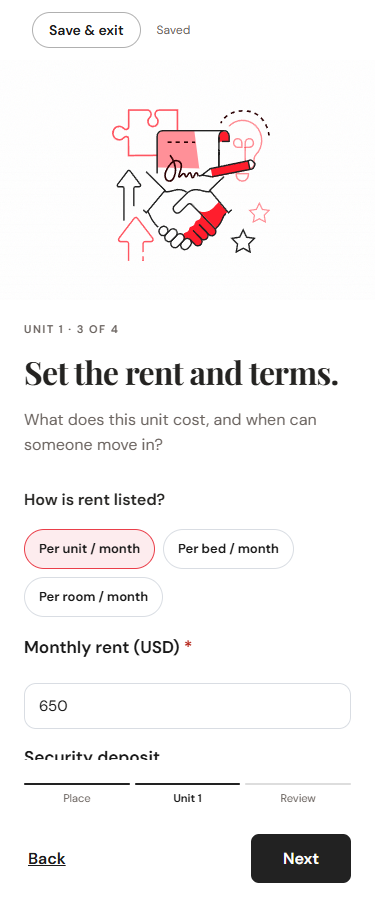 Save & exit
Saved
UNIT 1 · 3 OF 4
Set the rent and terms.
What does this unit cost, and when can
someone move in?
How is rent listed?
Per unit / month
Per bed / month
Per room / month
Monthly rent (USD) *
650
Security deposit
Place
Unit 1
Review
Back
Next